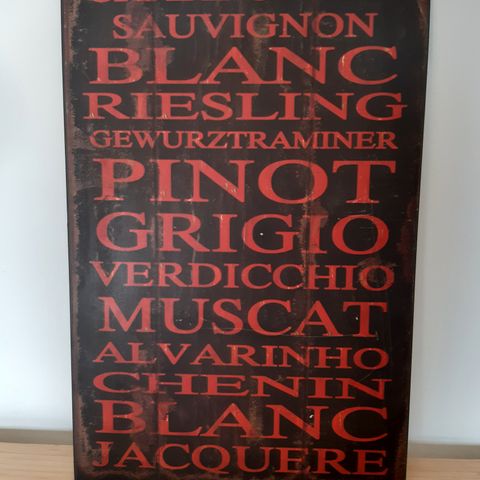 SAUVIGNON
BLANC
RIESLING
GEWURZTRAMINER
PINOT
GRIGIO
VERDICCHIO
MUSCAT
ALVARINHO
CHENIN
BLANC
JACQUERE